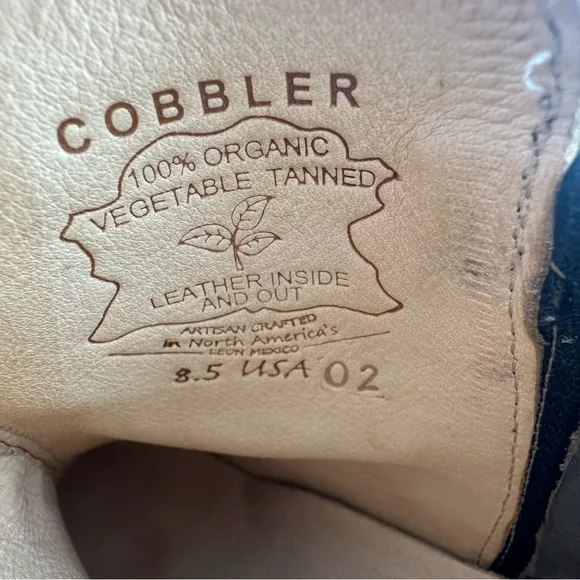 COBBLER
100% ORGANIC
VEGETABLE TANNED
LEATHER INSIDE
AND OUT
ARTISAN CRAFTED
in North America's
LEON MEXICO
8.5 USA 02